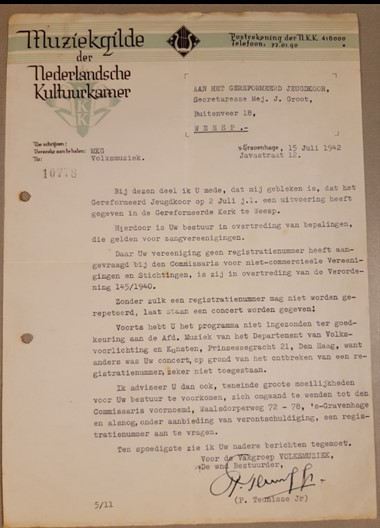 Muziekgilde
der
Nederlandsche
Kultuurkamer
Postrekening der N.K.K. 416000
Telefoon: 72.01.90
AAN HET GEREFORMEERD JEUGDKOOR,
Secretaresse Mej. J. Groot,
Buitenveer 18,
WEESP.-
's-Gravenhage, 15 Juli 1942
Javastraat 12.
Uw schrijven:
Verzoeke aan te halen: MKG
Volksmuziek.
Bij dezen deel ik U mede, dat mij gebleken is, dat het
Gereformeerd Jeugdkoor op 2 Juli j.l. een uitvoering heeft
gegeven in de Gereformeerde Kerk te Weesp.
Hierdoor is Uw bestuur in overtreding van bepalingen,
die gelden voor zangvereenigingen.
Daar Uw vereeniging geen registratienummer heeft aan-
gevraagd bij den Commissaris voor niet-commercieele Vereeni-
gingen en Stichtingen, is zij in overtreding van de Verorde-
ning 145/1940.
Zonder zulk een registratienummer mag niet worden ge-
repeteerd, laat staan een concert worden gegeven!
Voorts hebt U het programma niet ingezonden ter goed-
keuring aan de Afd. Muziek van het Departement van Volks-
voorlichting en Kunsten, Prinsessegracht 21, Den Haag, want
anders was Uw concert, op grond van het ontbreken van een re-
gistratienummer, zeker niet toegestaan.
Ik adviseer U dan ook, teneinde groote moeilijkheden
voor Uw bestuur te voorkomen, zich omgaand te wenden tot den
Commissaris voornoemd, Waalsdorperweg 72 - 78, 's-Gravenhage
en alsnog, onder aanbieding van verontschuldiging, een regis-
tratienummer aan te vragen.
Ten spoedigste zie ik Uw nadere berichten tegemoet.
Voor de Vakgroep VOLKSMUZIEK,
De wnd Bestuurder,
(P. Teunisse Jr)
5/11